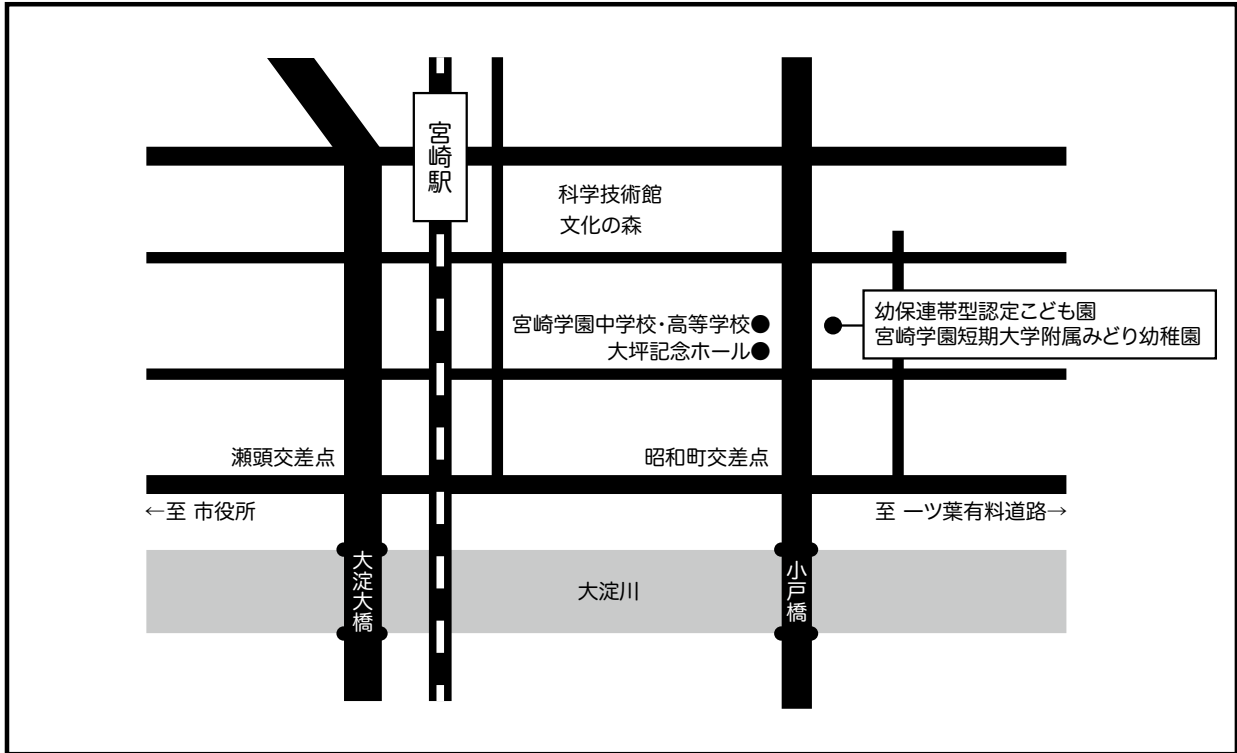 宮崎駅
科学技術館
文化の森
宮崎学園中学校・高等学校●
大坪記念ホール●
幼保連帯型認定こども園
宮崎学園短期大学附属みどり幼稚園
瀬頭交差点
昭和町交差点
←至 市役所
至 一ツ葉有料道路→
大淀大橋
大淀川
小戸橋